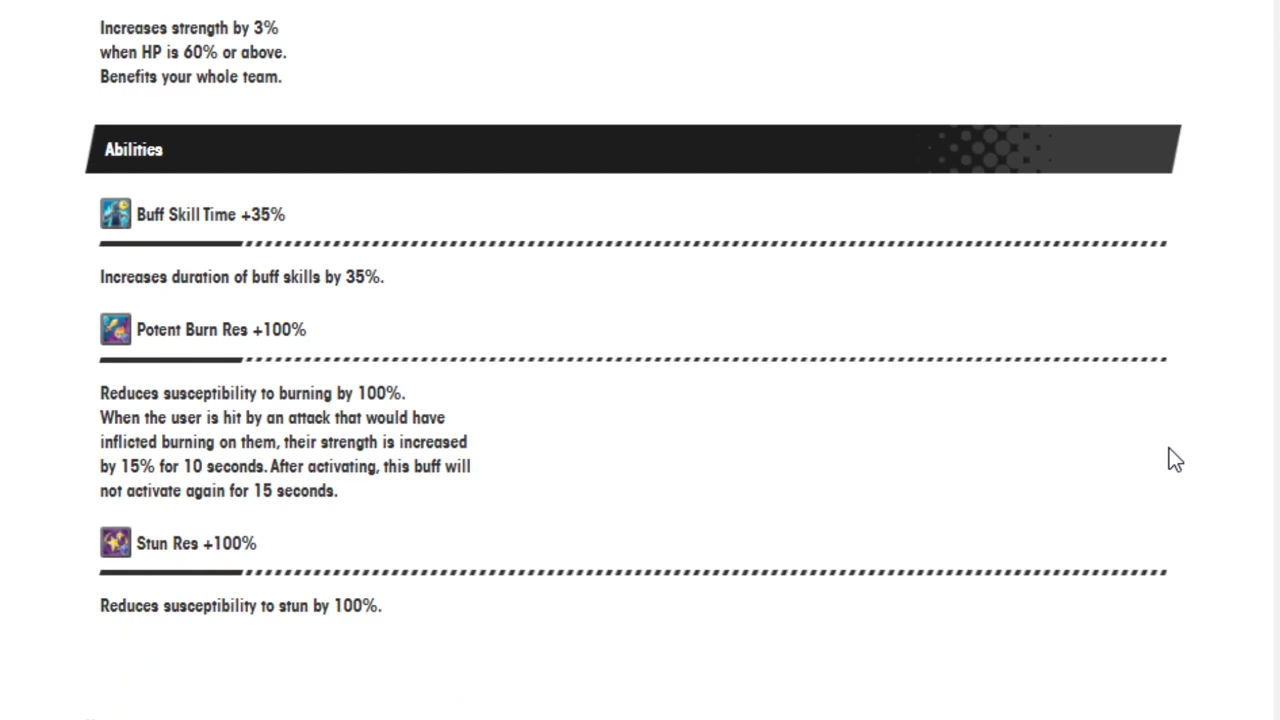 Increases strength by 3%
when HP is 60% or above.
Benefits your whole team.
Abilities
Buff Skill Time +35%
Increases duration of buff skills by 35%.
Potent Burn Res +100%
Reduces susceptibility to burning by 100%.
When the user is hit by an attack that would have
inflicted burning on them, their strength is increased
by 15% for 10 seconds. After activating, this buff will
not activate again for 15 seconds.
Stun Res +100%
Reduces susceptibility to stun by 100%.